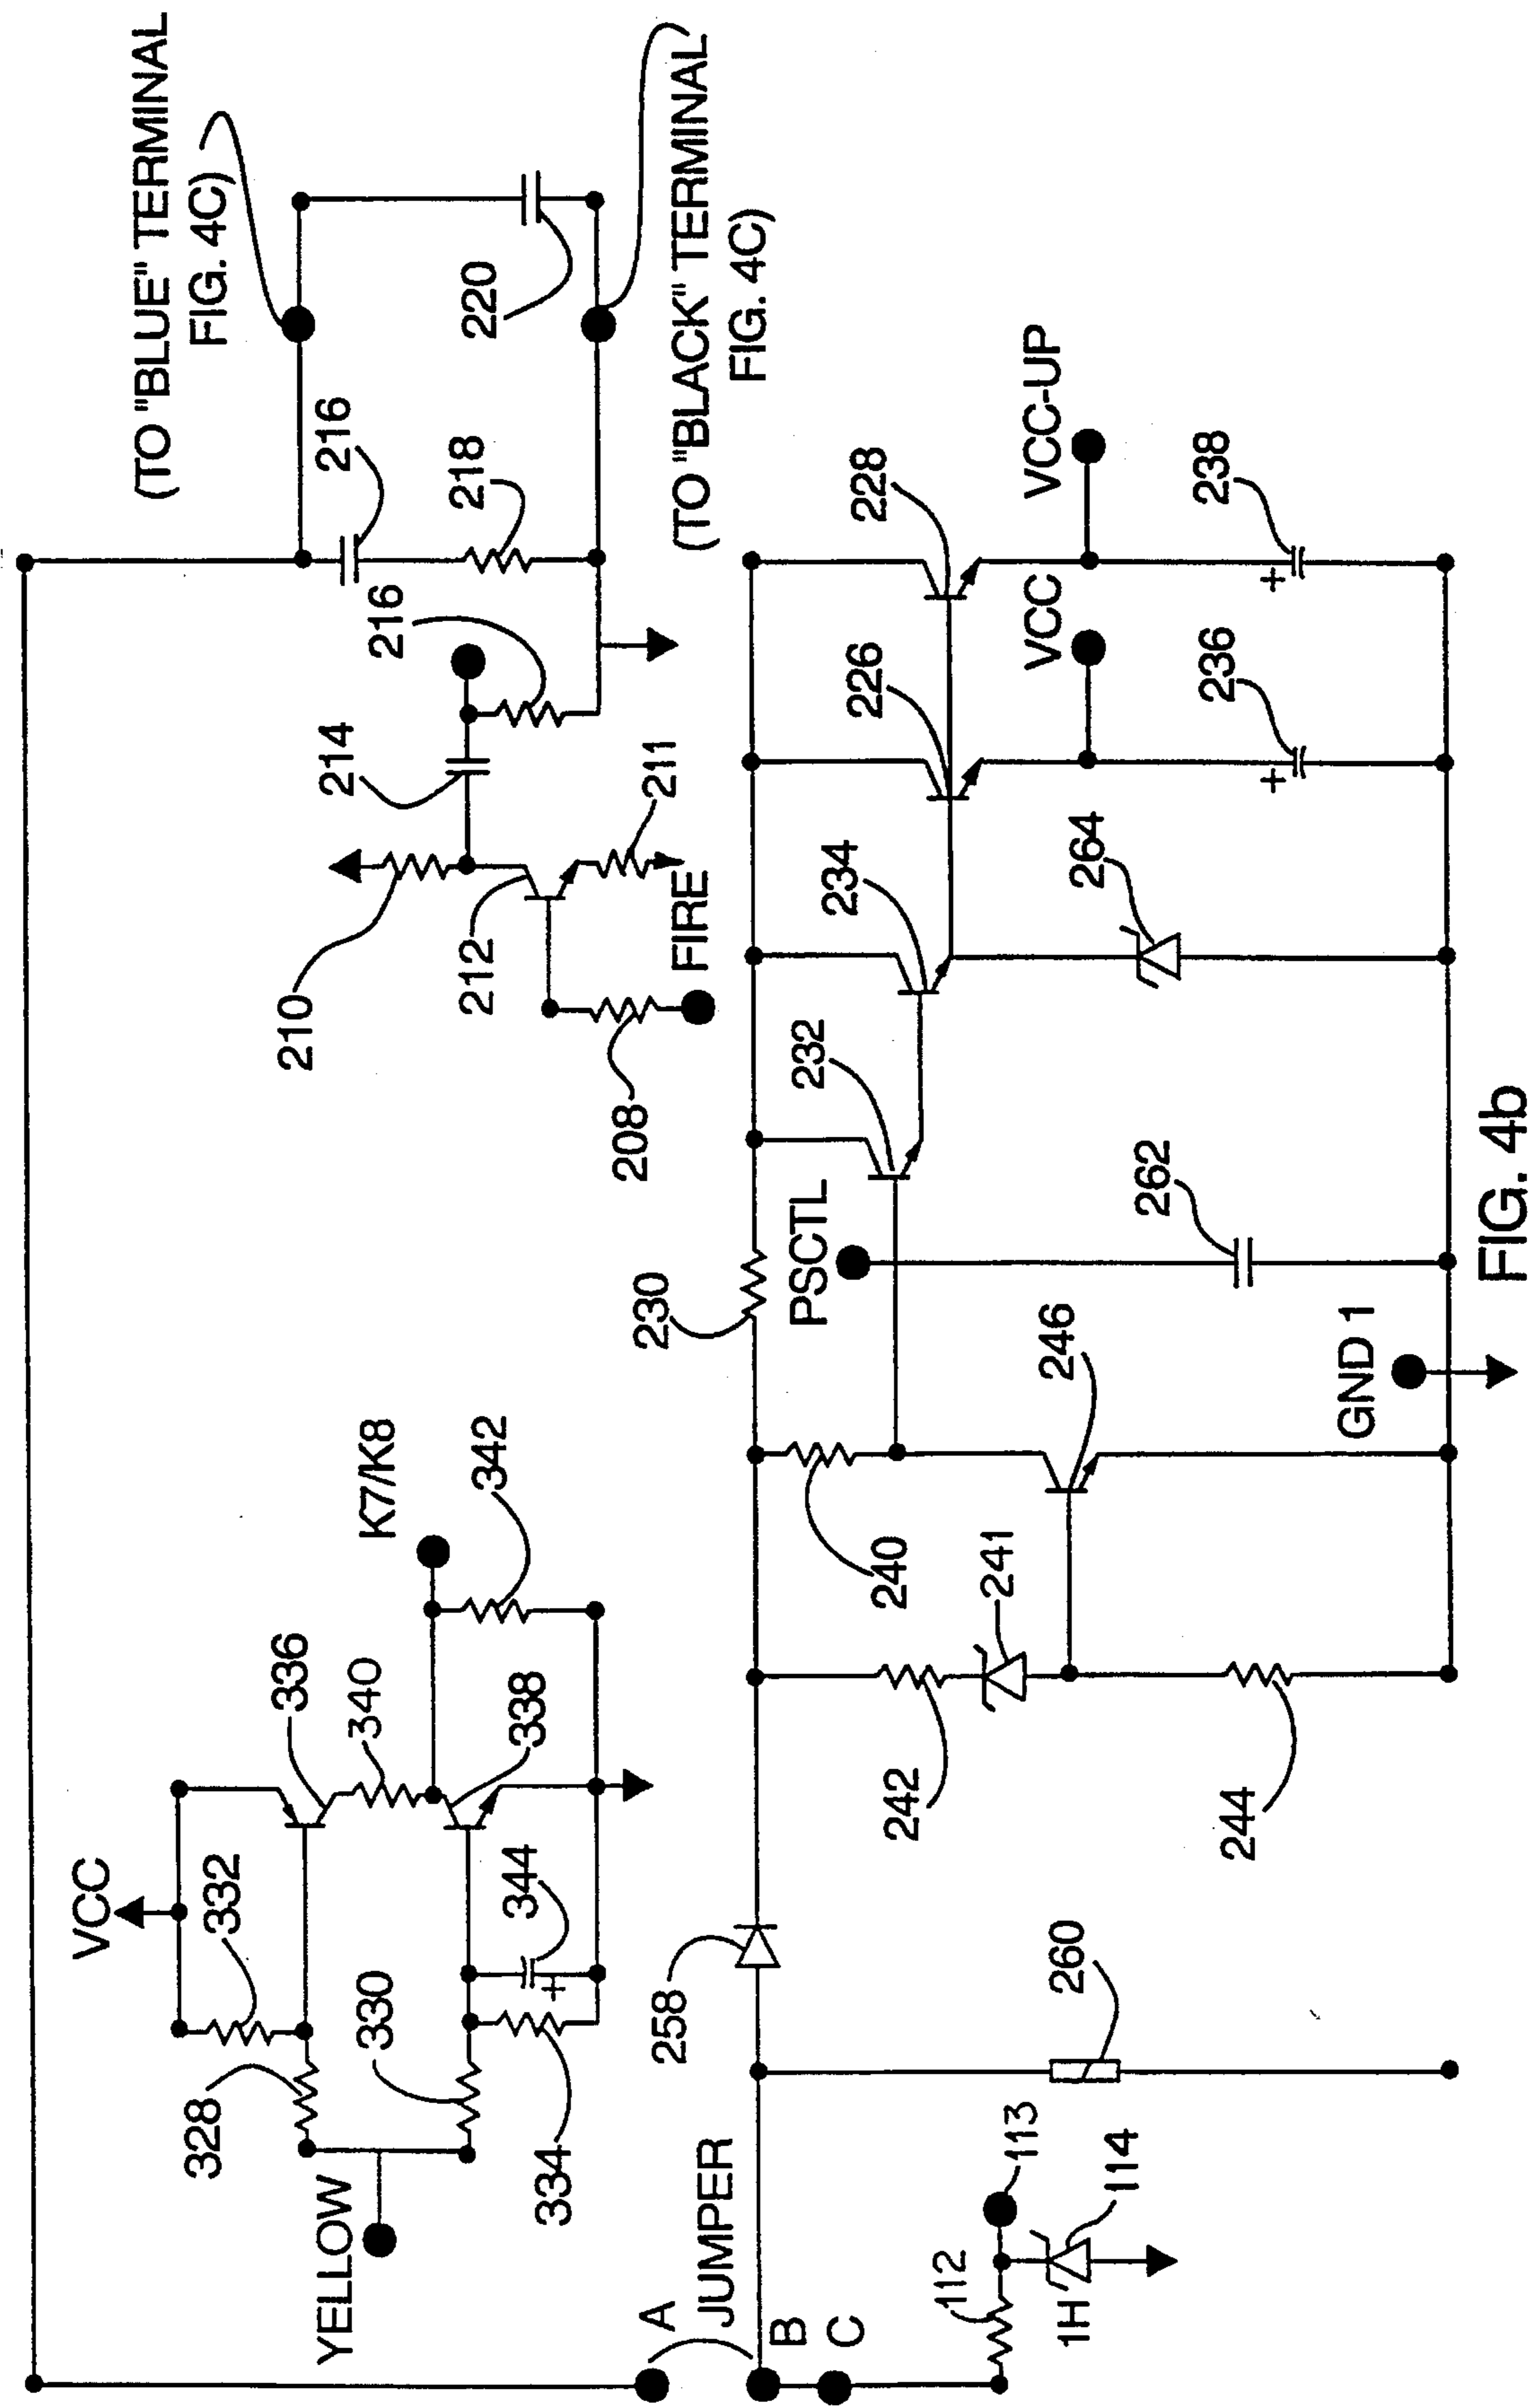 (TO "BLUE" TERMINAL
FIG. 4C)
216
220
218
(TO "BLACK" TERMINAL
FIG. 4C)
216
214
211
210
212
208
FIRE
VCC
336
332
340
K7/K8
328
338
342
344
330
YELLOW
334
A
JUMPER
B
C
258
230
PSCTL
232
234
226
228
VCC
VCC-UP
264
236
238
240
241
246
262
242
244
GND 1
260
112
113
1H
114
FIG. 4b